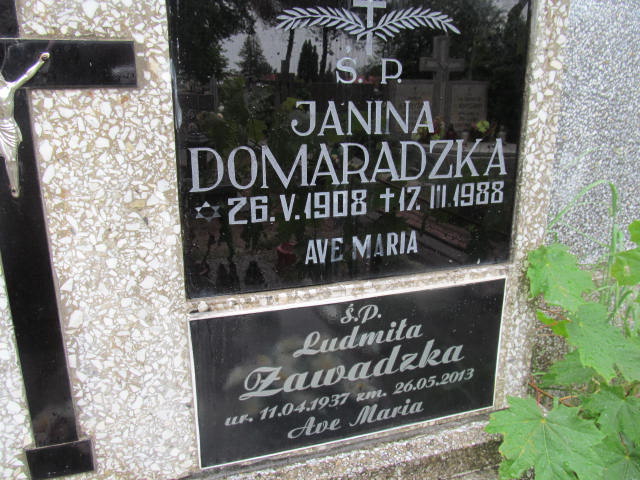 Ś. P.
JANINA
DOMARADZKA
✡ 26.V.1908 ✝ 17.III.1988
AVE MARIA
Ś.P.
Ludmiła
Zawadzka
ur. 11.04.1937 zm. 26.05.2013
Ave Maria